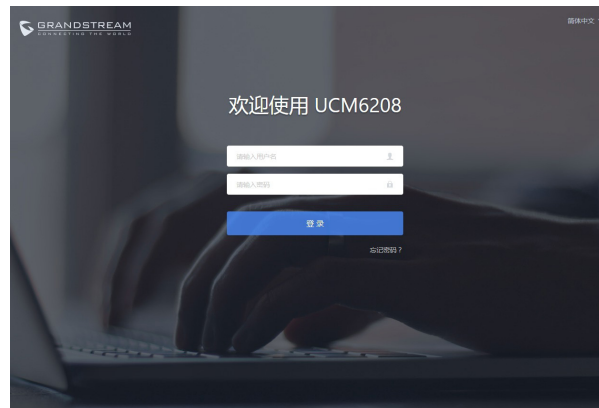 GRANDSTREAM
CONNECTING THE WORLD
简体中文
欢迎使用 UCM6208
请输入用户名
请输入密码
登 录
忘记密码？